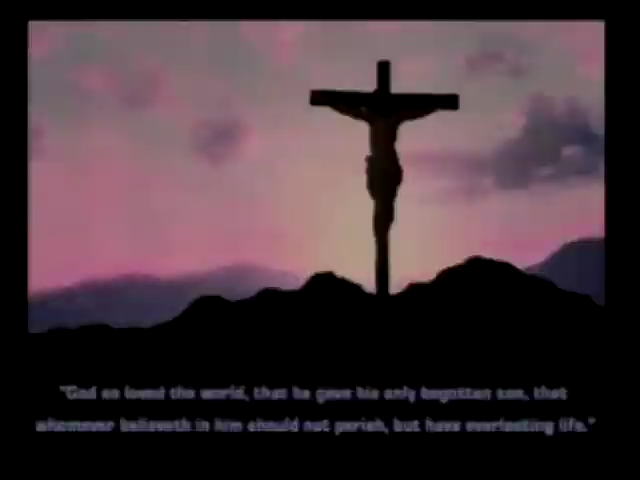 "God so loved the world, that he gave his only begotten son, that
whomever believeth in him should not perish, but have everlasting life."